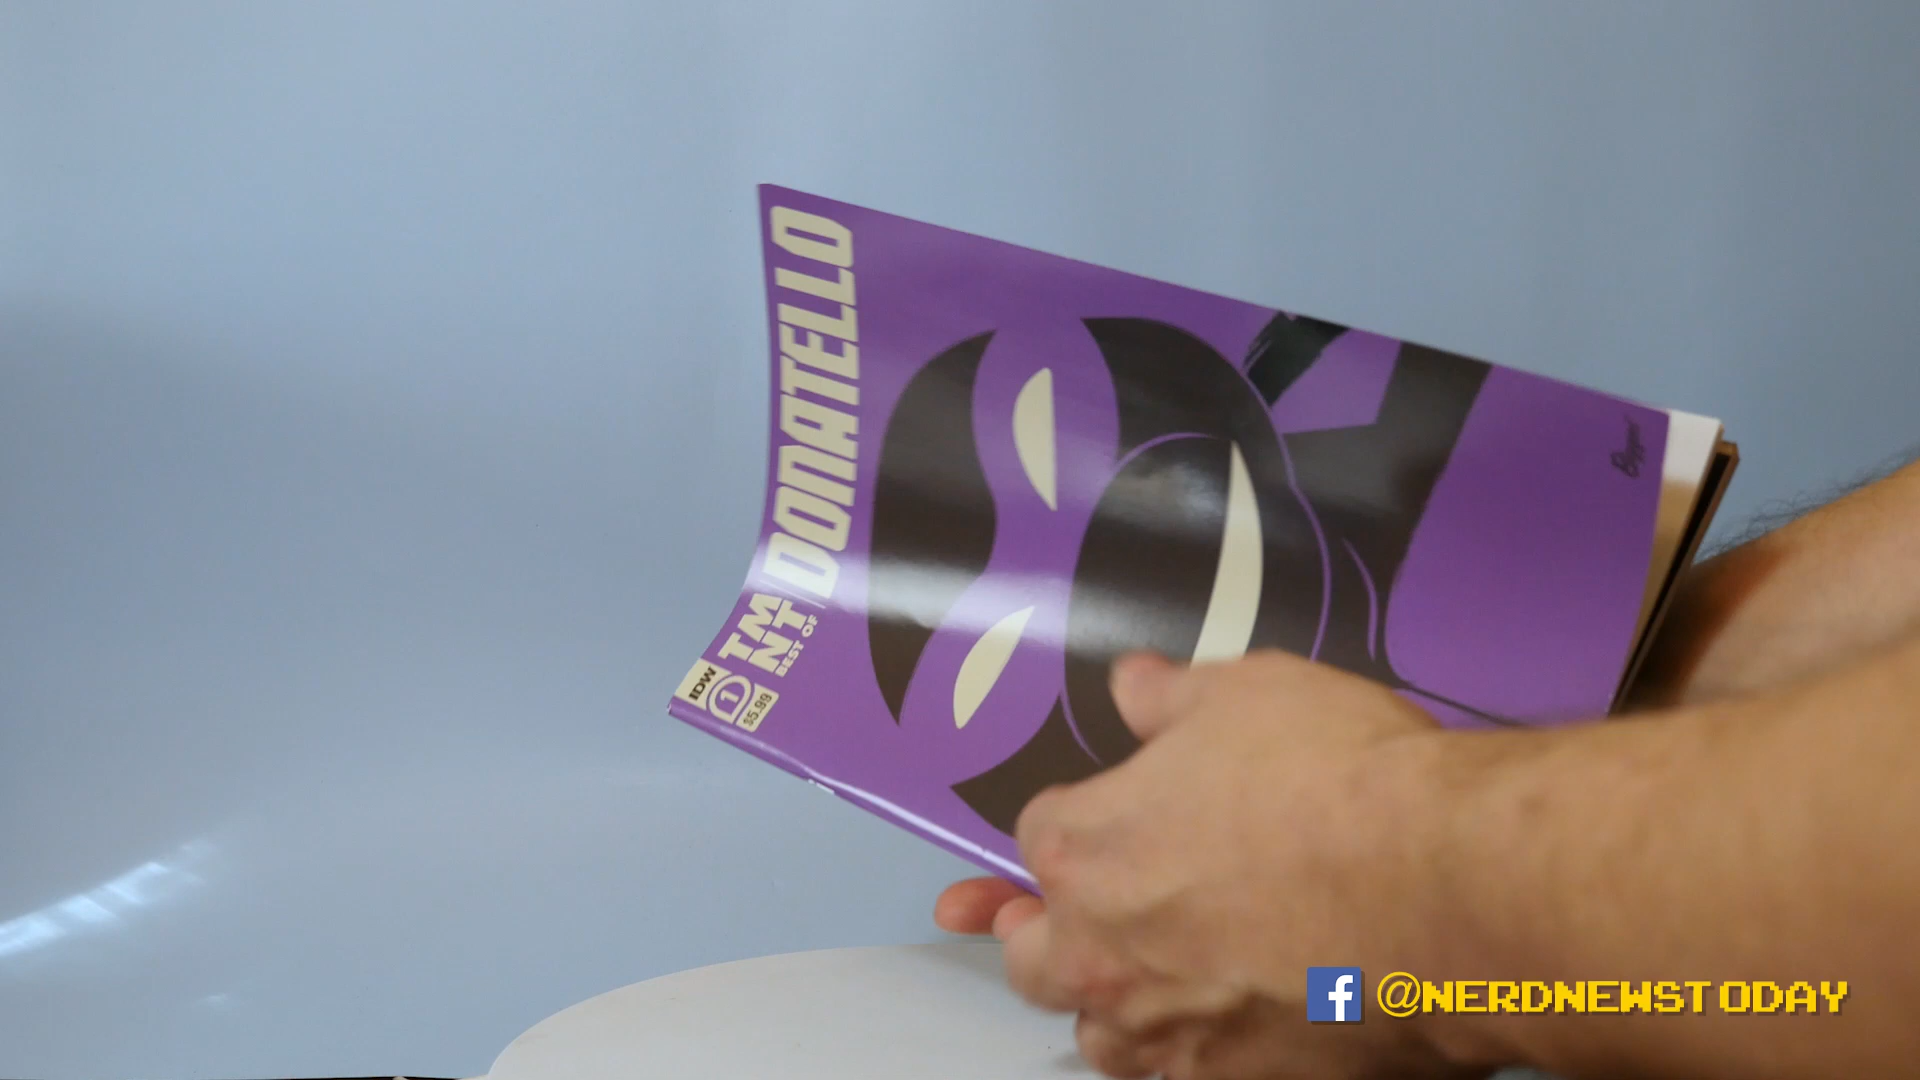 IDW
1
$5.99
TM
NT
BEST OF
DONATELLO
f @NERDNEWSTODAY